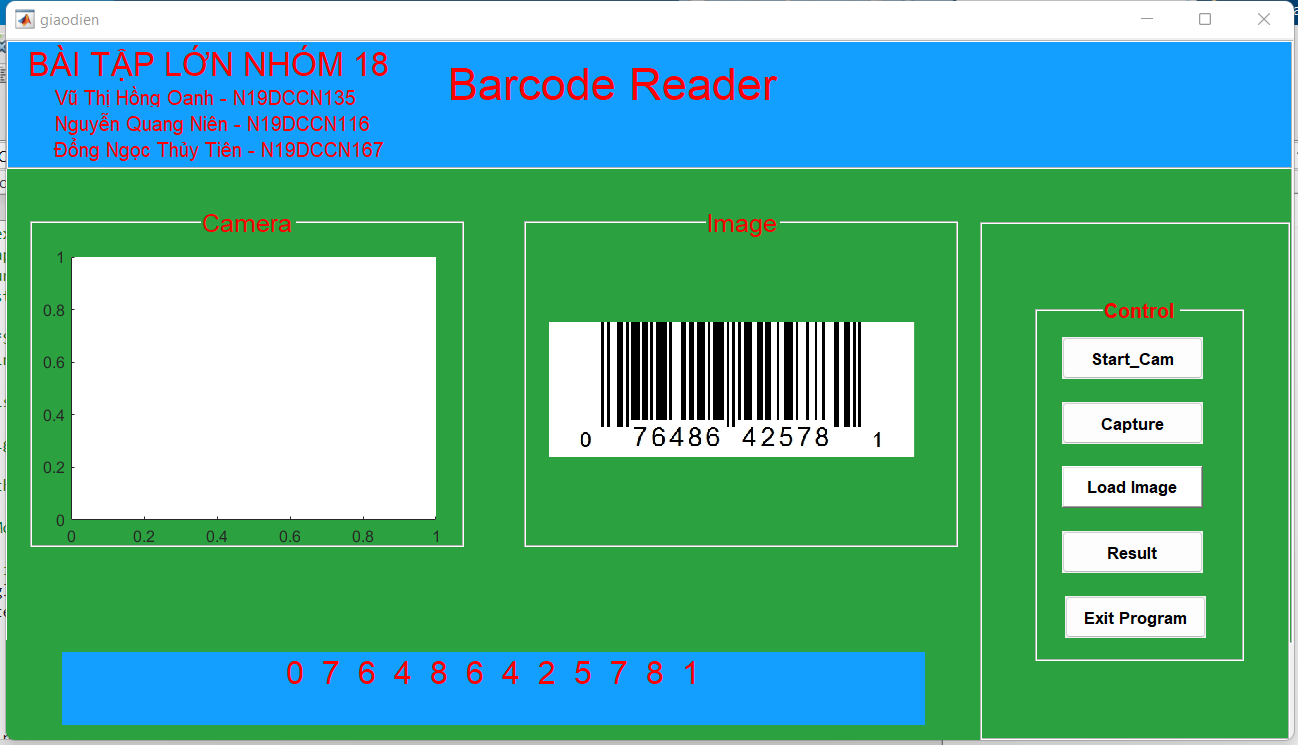 giaodien
BÀI TẬP LỚN NHÓM 18
Vũ Thị Hồng Oanh - N19DCCN135
Nguyễn Quang Niên - N19DCCN116
Đổng Ngọc Thủy Tiên - N19DCCN167
Barcode Reader
Camera
1
0.8
0.6
0.4
0.2
0
0 0.2 0.4 0.6 0.8 1
Image
0 76486 42578 1
Control
Start_Cam
Capture
Load Image
Result
Exit Program
0 7 6 4 8 6 4 2 5 7 8 1